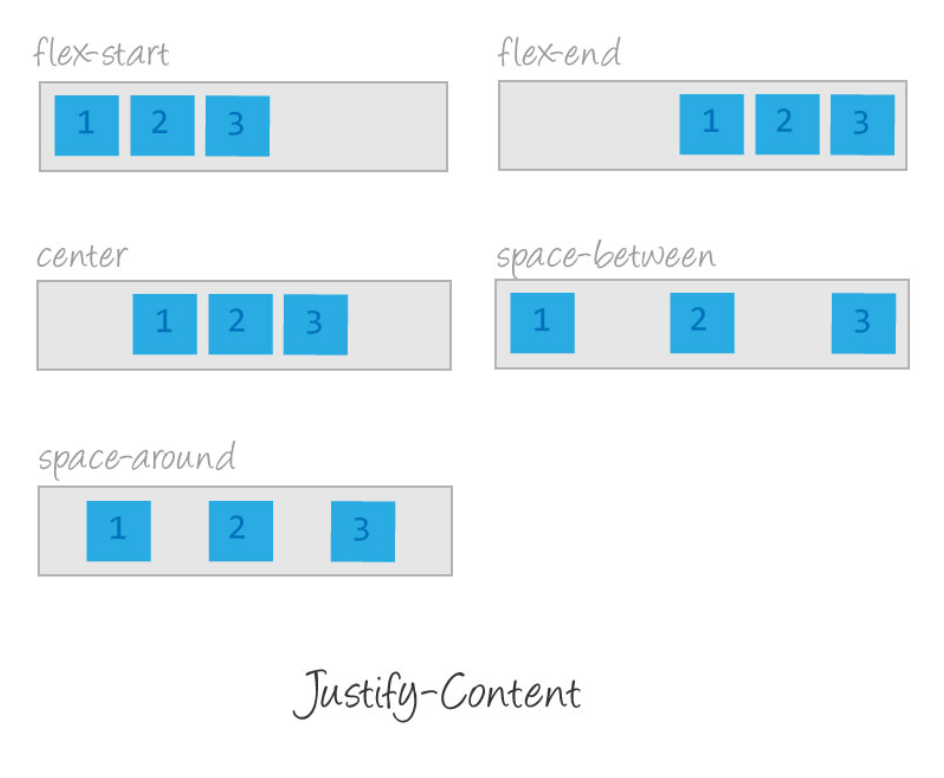 flex-start
1 2 3
flex-end
1 2 3
center
1 2 3
space-between
1 2 3
space-around
1 2 3
Justify-Content